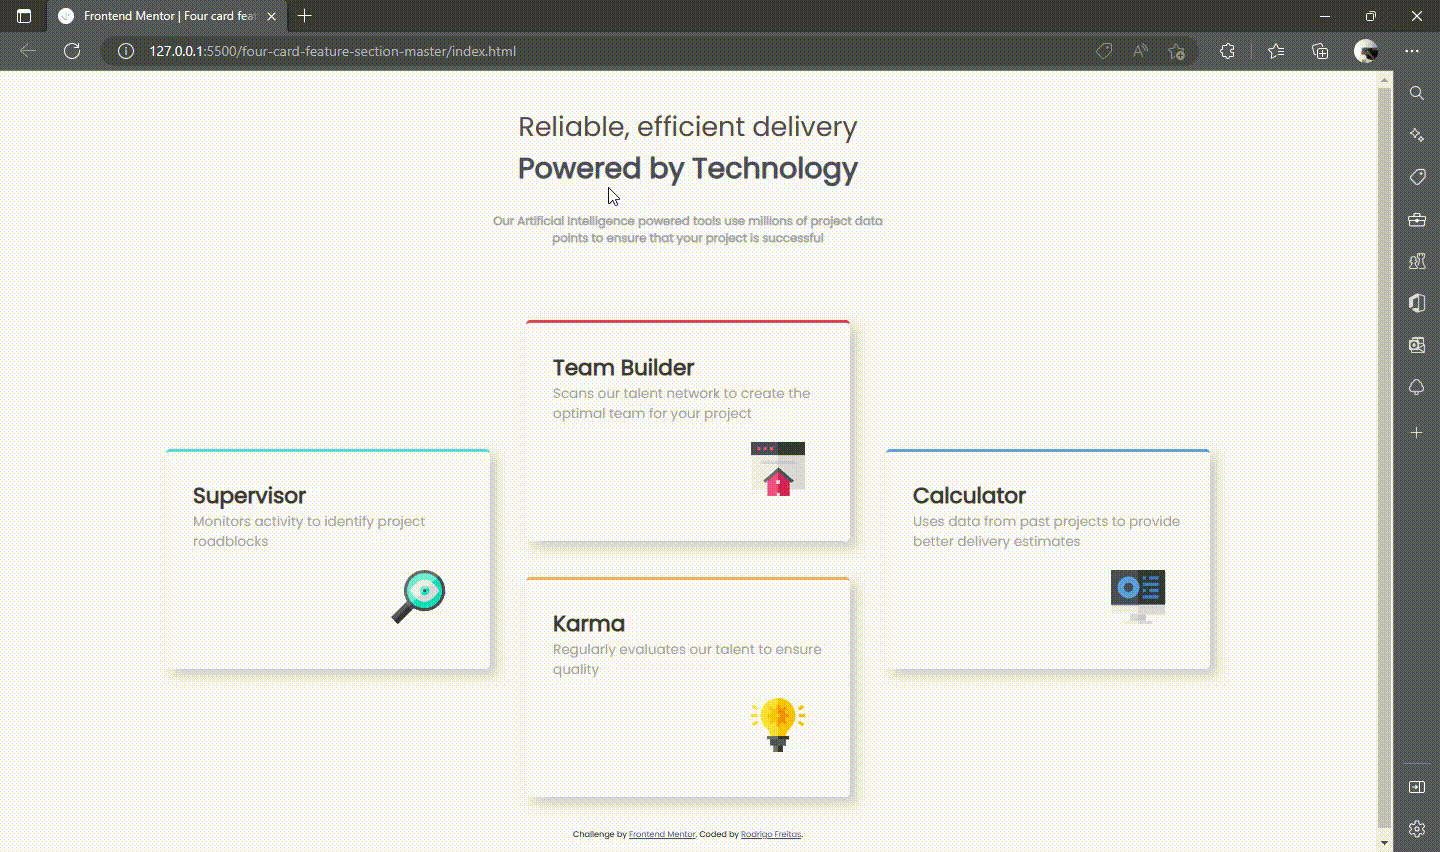 Frontend Mentor | Four card fea
127.0.0.1:5500/four-card-feature-section-master/index.html
Reliable, efficient delivery
Powered by Technology
Our Artificial Intelligence powered tools use millions of project data
points to ensure that your project is successful
Team Builder
Scans our talent network to create the
optimal team for your project
Supervisor
Monitors activity to identify project
roadblocks
Calculator
Uses data from past projects to provide
better delivery estimates
Karma
Regularly evaluates our talent to ensure
quality
Challenge by Frontend Mentor. Coded by Rodrigo Freitas.